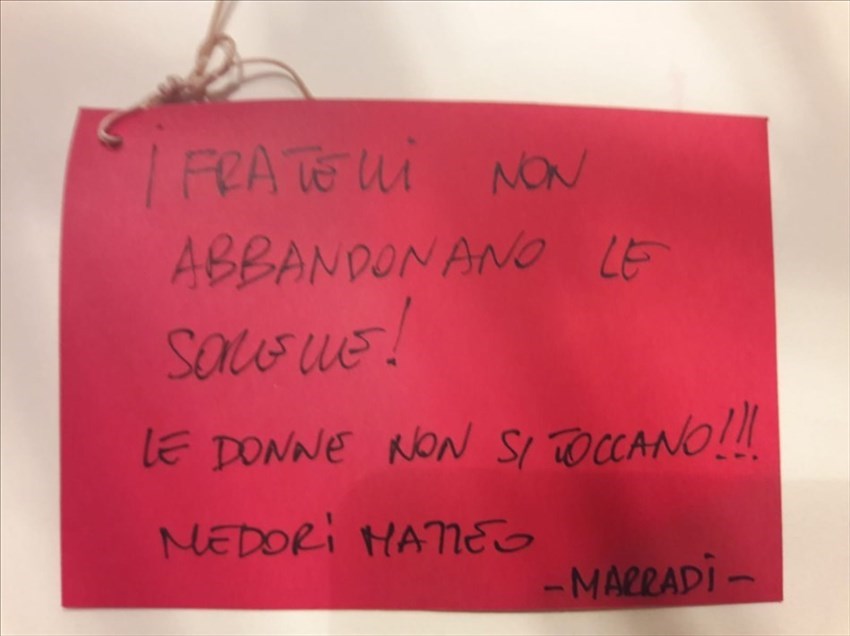 I FRATELLI NON
ABBANDONANO LE
SORELLE!
LE DONNE NON SI TOCCANO!!!
MEDORI MATTEO
-MARRADI-